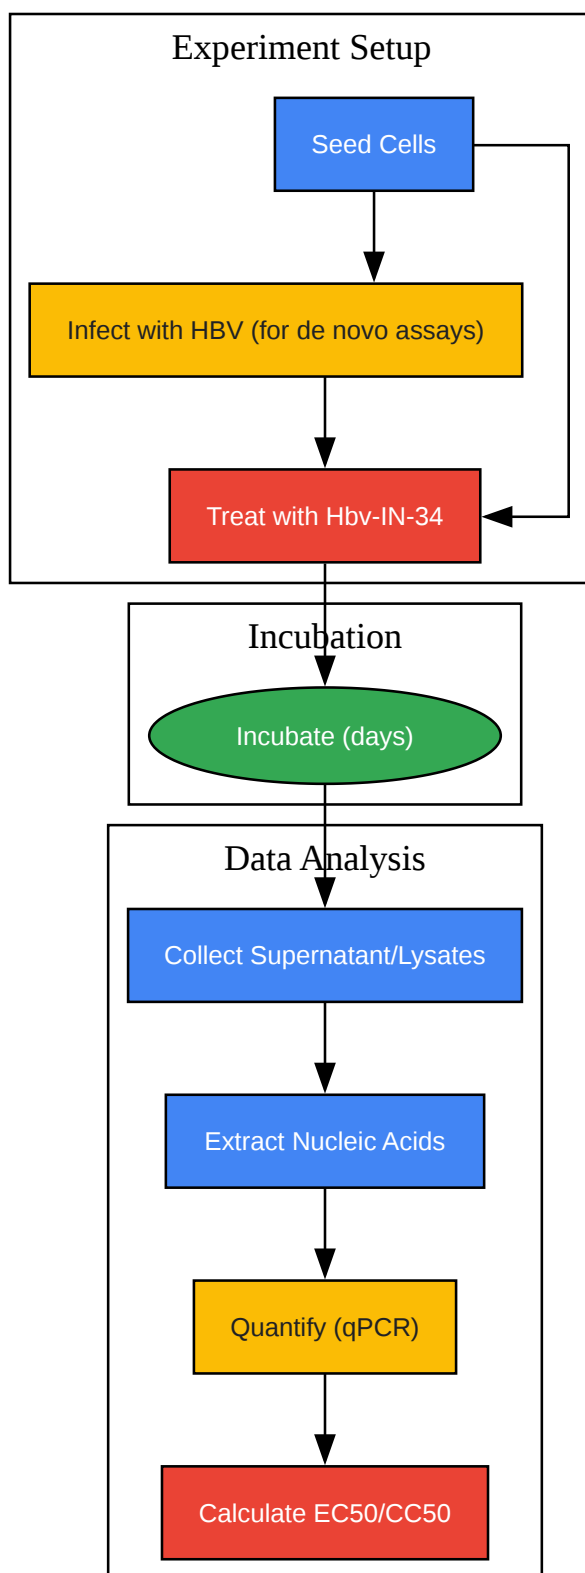 Experiment Setup
Seed Cells
Infect with HBV (for de novo assays)
Treat with Hbv-IN-34
Incubation
Incubate (days)
Data Analysis
Collect Supernatant/Lysates
Extract Nucleic Acids
Quantify (qPCR)
Calculate EC50/CC50